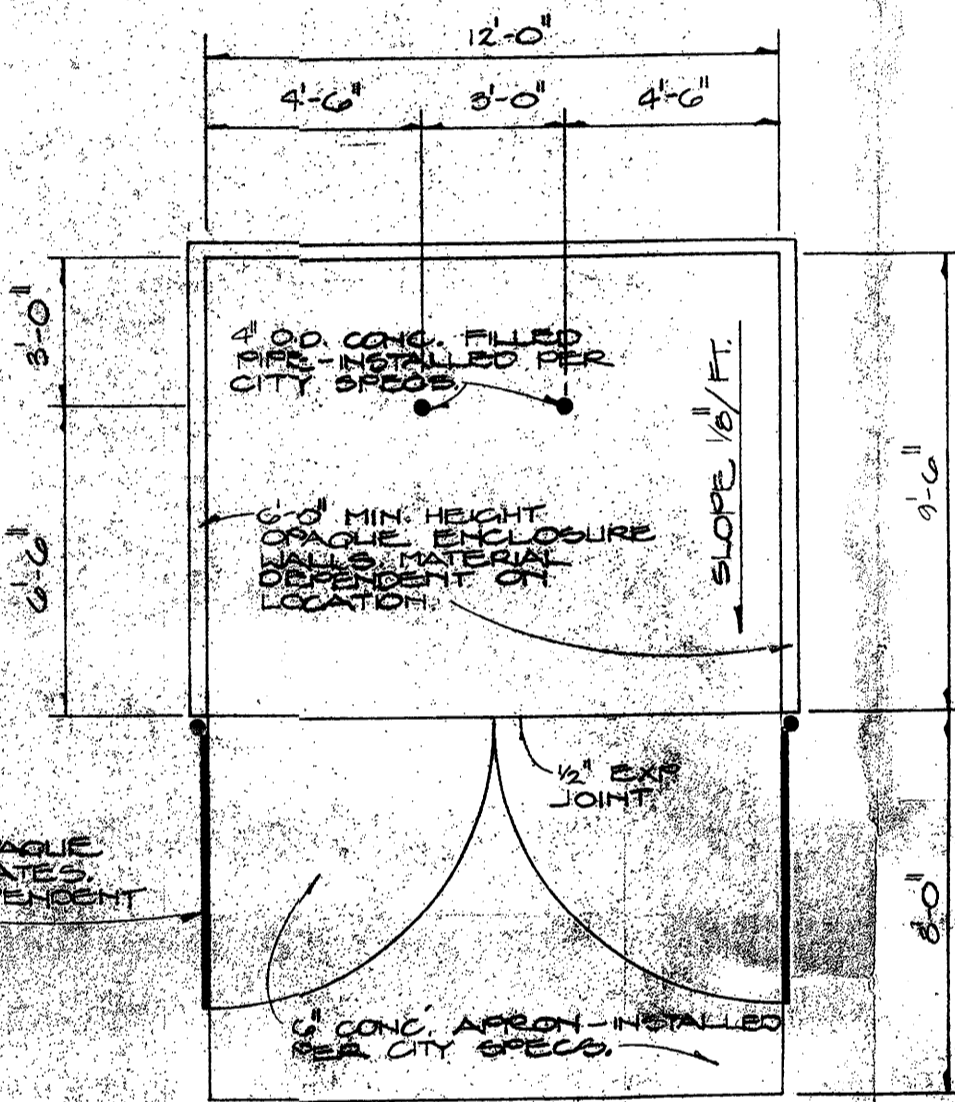 12'-0"
4'-6"
3'-0"
4'-6"
3'-0"
4" O.D. CONC. FILLED
PIPE-INSTALLED PER
CITY SPECS.
SLOPE 1/8"/FT.
9'-6"
6'-6"
6'-0" MIN. HEIGHT
OPAQUE ENCLOSURE
WALLS MATERIAL
DEPENDENT ON
LOCATION.
1/2" EXP.
JOINT.
AQUE
ATES.
ENDENT
8'-0"
6" CONC. APRON-INSTALLED
PER CITY SPECS.